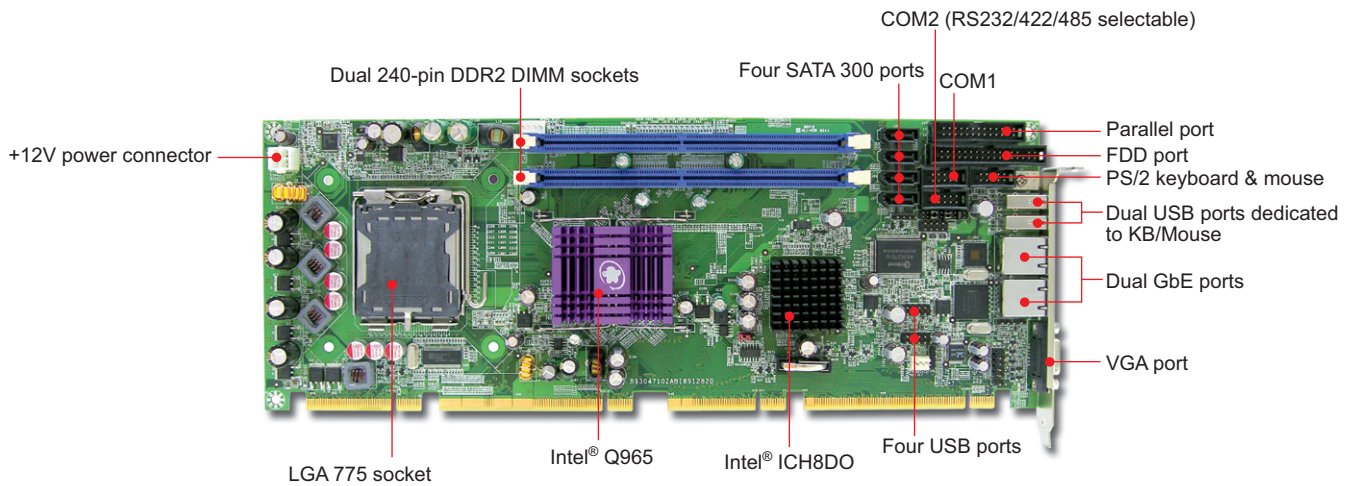 COM2 (RS232/422/485 selectable)
Dual 240-pin DDR2 DIMM sockets
Four SATA 300 ports
COM1
+12V power connector
Parallel port
FDD port
PS/2 keyboard & mouse
Dual USB ports dedicated
to KB/Mouse
Dual GbE ports
VGA port
Four USB ports
Intel® Q965
Intel® ICH8DO
LGA 775 socket